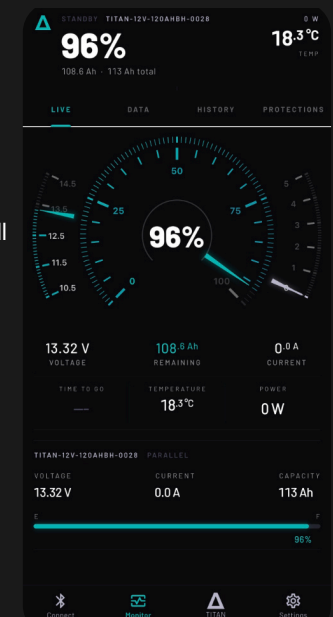 STANDBY TITAN-12V-120AHBH-0028
0 W
96%
18.3 °C
TEMP
108.6 Ah · 113 Ah total
LIVE DATA HISTORY PROTECTIONS
50
14.5
5
13.5
4
25
75
3
12.5
96%
2
11.5
1
0
100
10.5
0
13.32 V
108.6 Ah
0.0 A
VOLTAGE
REMAINING
CURRENT
TIME TO GO
TEMPERATURE
POWER
—
18.3 °C
0 W
TITAN-12V-120AHBH-0028 PARALLEL
VOLTAGE
CURRENT
CAPACITY
13.32 V
0.0 A
113 Ah
E
F
96%
Connect
Monitor
TITAN
Settings